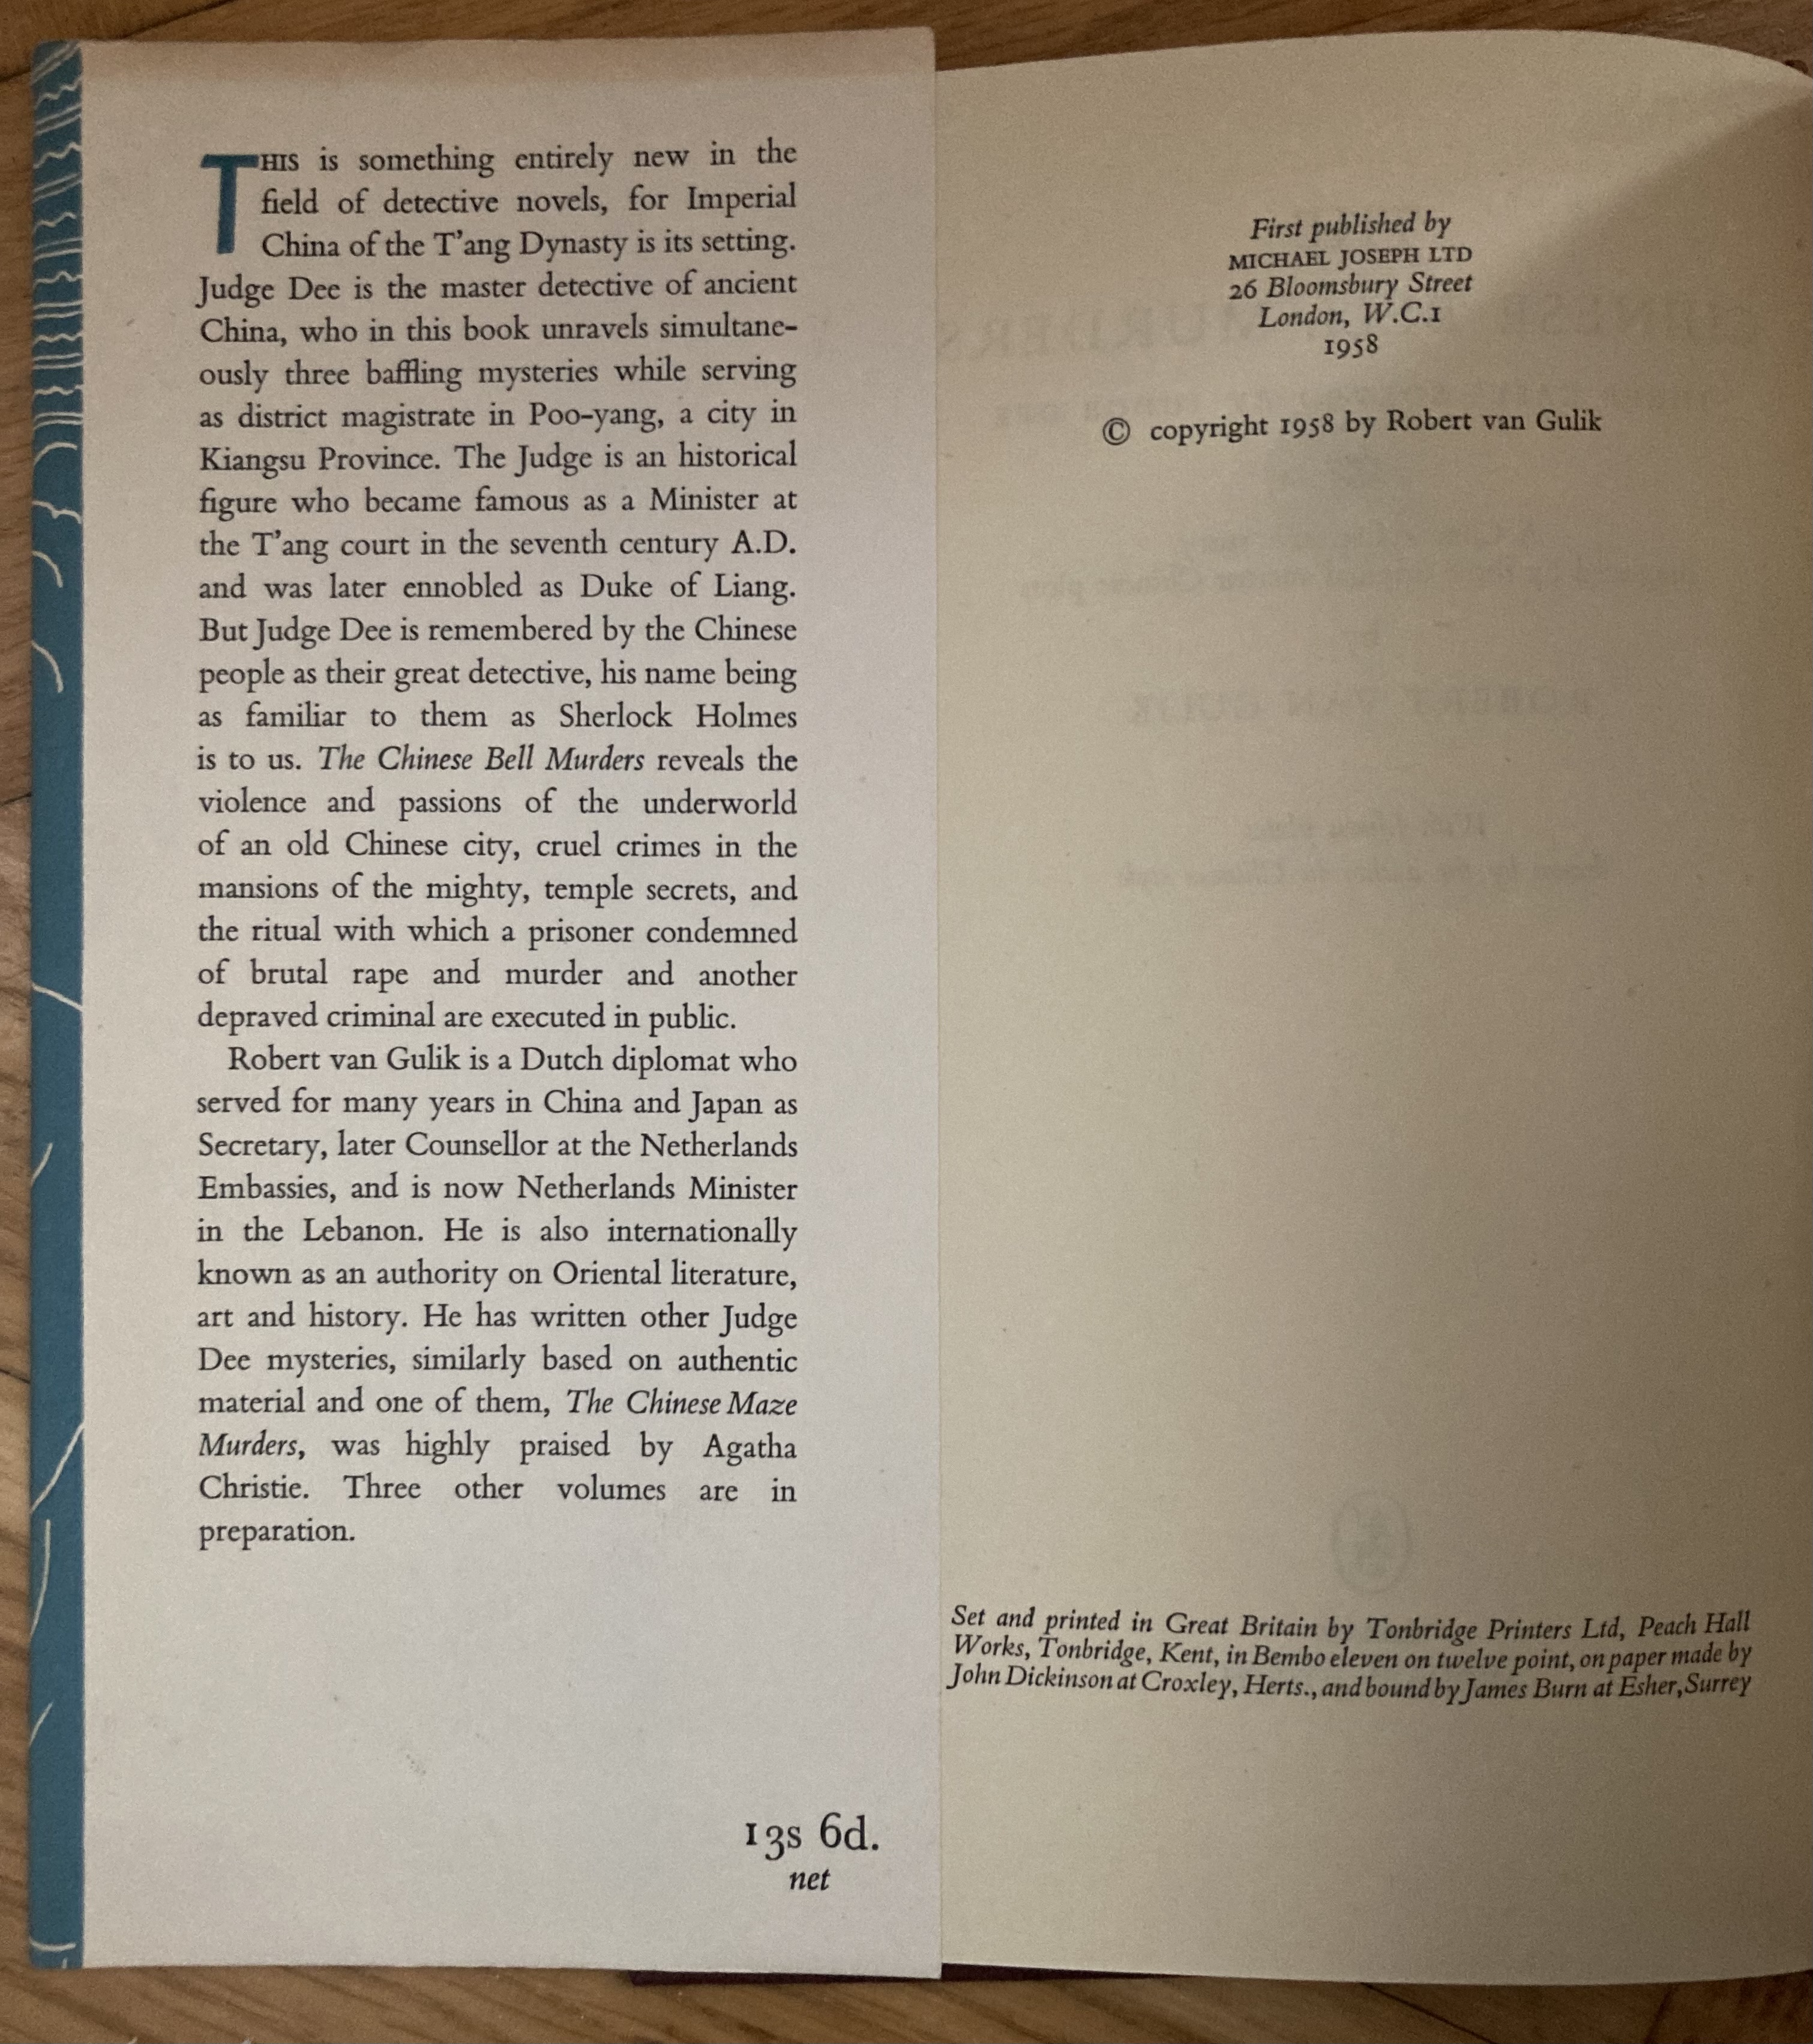 THIS is something entirely new in the
field of detective novels, for Imperial
China of the T'ang Dynasty is its setting.
Judge Dee is the master detective of ancient
China, who in this book unravels simultane-
ously three baffling mysteries while serving
as district magistrate in Poo-yang, a city in
Kiangsu Province. The Judge is an historical
figure who became famous as a Minister at
the T'ang court in the seventh century A.D.
and was later ennobled as Duke of Liang.
But Judge Dee is remembered by the Chinese
people as their great detective, his name being
as familiar to them as Sherlock Holmes
is to us. The Chinese Bell Murders reveals the
violence and passions of the underworld
of an old Chinese city, cruel crimes in the
mansions of the mighty, temple secrets, and
the ritual with which a prisoner condemned
of brutal rape and murder and another
depraved criminal are executed in public.
Robert van Gulik is a Dutch diplomat who
served for many years in China and Japan as
Secretary, later Counsellor at the Netherlands
Embassies, and is now Netherlands Minister
in the Lebanon. He is also internationally
known as an authority on Oriental literature,
art and history. He has written other Judge
Dee mysteries, similarly based on authentic
material and one of them, The Chinese Maze
Murders, was highly praised by Agatha
Christie. Three other volumes are in
preparation.
13s 6d.
net
First published by
MICHAEL JOSEPH LTD
26 Bloomsbury Street
London, W.C.1
1958
© copyright 1958 by Robert van Gulik
Set and printed in Great Britain by Tonbridge Printers Ltd, Peach Hall
Works, Tonbridge, Kent, in Bembo eleven on twelve point, on paper made by
John Dickinson at Croxley, Herts., and bound by James Burn at Esher, Surrey